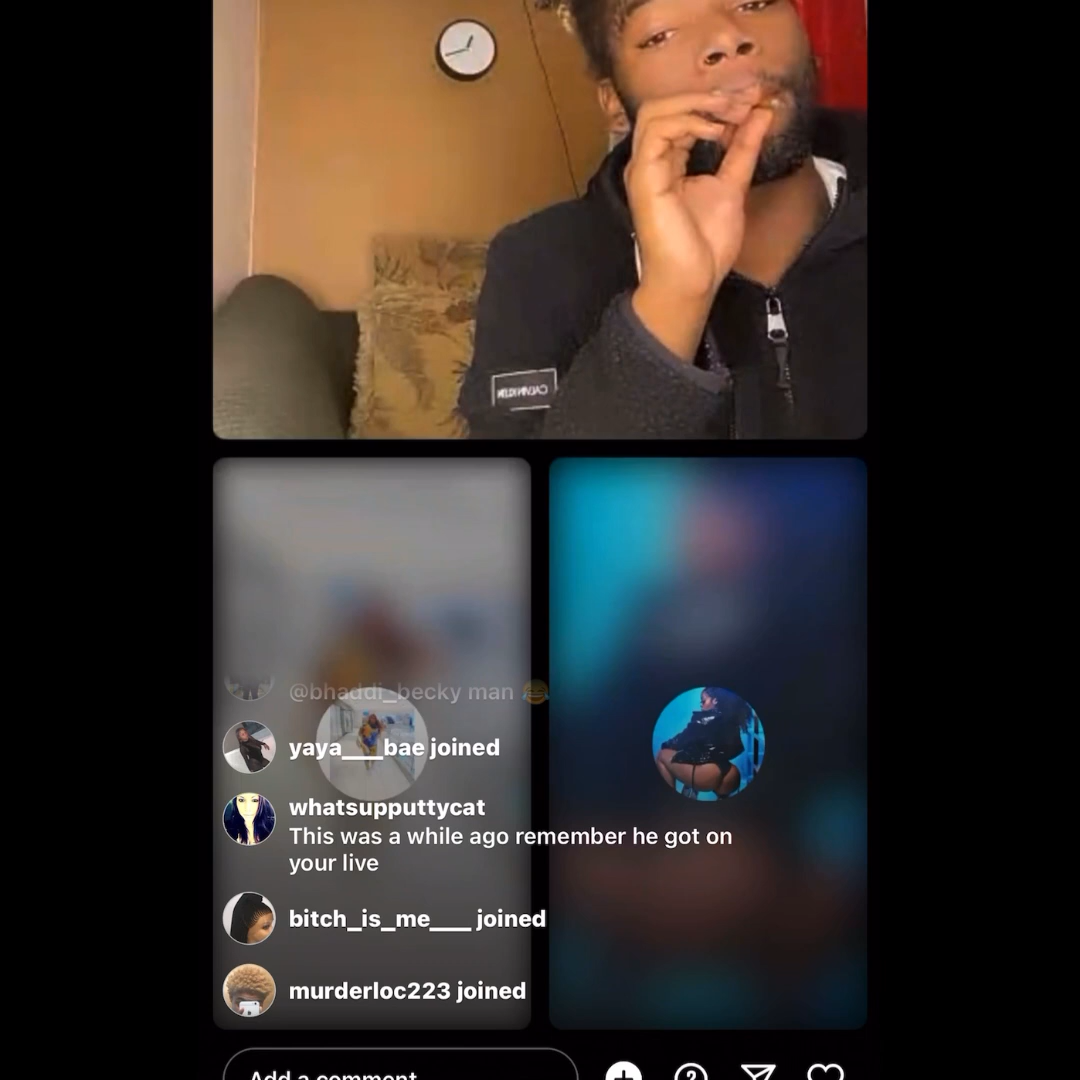 CALVIN KLEIN
@bhaddi_becky man 😂
yaya___bae joined
whatsupputtycat
This was a while ago remember he got on
your live
bitch_is_me___ joined
murderloc223 joined
Add a comment